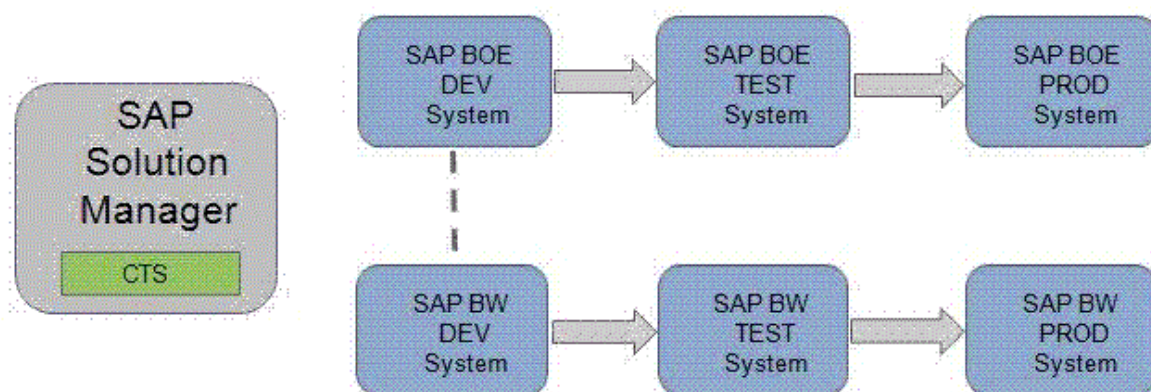 SAP
Solution
Manager
CTS
SAP BOE
DEV
System
SAP BOE
TEST
System
SAP BOE
PROD
System
SAP BW
DEV
System
SAP BW
TEST
System
SAP BW
PROD
System